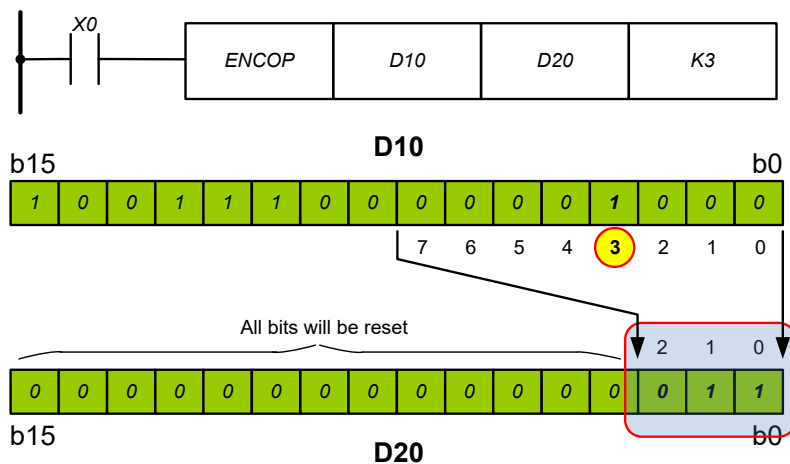 X0
ENCOP D10 D20 K3
D10
b15 b0
1 0 0 1 1 1 0 0 0 0 0 0 1 0 0 0
7 6 5 4 3 2 1 0
All bits will be reset
2 1 0
0 0 0 0 0 0 0 0 0 0 0 0 0 0 1 1
b15 b0
D20